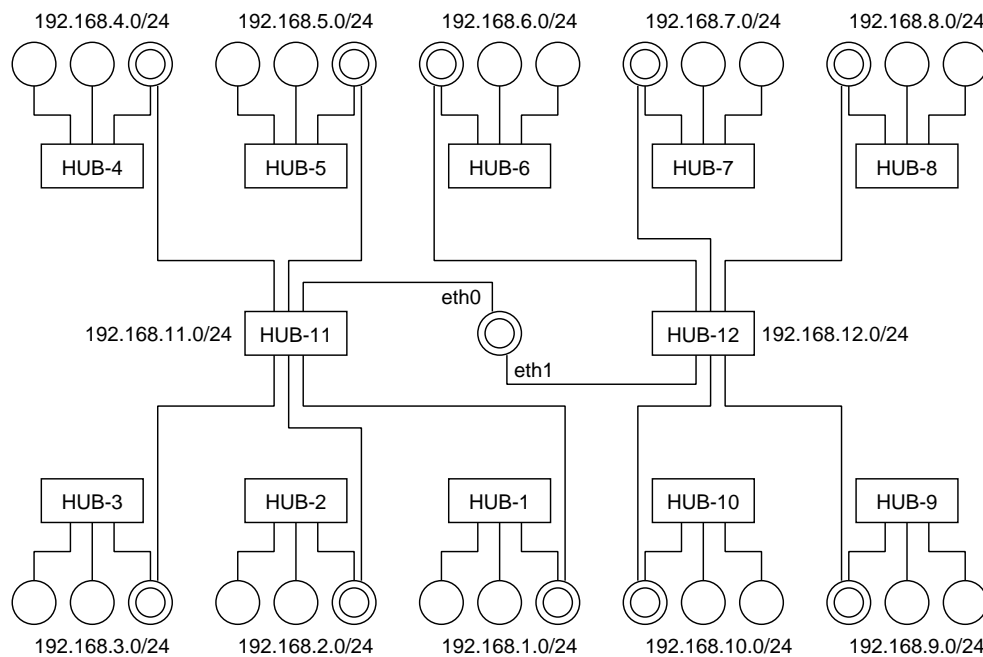 192.168.4.0/24
192.168.5.0/24
192.168.6.0/24
192.168.7.0/24
192.168.8.0/24
HUB-4
HUB-5
HUB-6
HUB-7
HUB-8
eth0
192.168.11.0/24
HUB-11
HUB-12
192.168.12.0/24
eth1
HUB-3
HUB-2
HUB-1
HUB-10
HUB-9
192.168.3.0/24
192.168.2.0/24
192.168.1.0/24
192.168.10.0/24
192.168.9.0/24